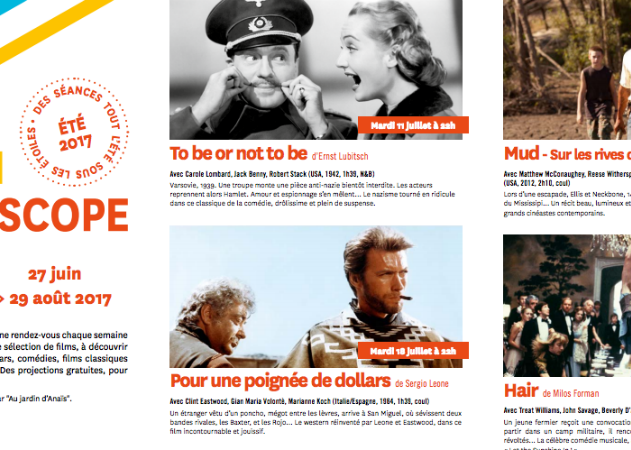 DES SÉANCES TOUT L'ÉTÉ SOUS LES ÉTOILES
ÉTÉ
2017
SCOPE
27 juin
29 août 2017
ne rendez-vous chaque semaine
sélection de films, à découvrir
ars, comédies, films classiques
Des projections gratuites, pour
"Au jardin d'Anaïs".
Mardi 11 juillet à 22h
To be or not to be d'Ernst Lubitsch
Avec Carole Lombard, Jack Benny, Robert Stack (USA, 1942, 1h39, N&B)
Varsovie, 1939. Une troupe monte une pièce anti-nazie bientôt interdite. Les acteurs
reprennent alors Hamlet. Amour et espionnage s'en mêlent... Le nazisme tourné en ridicule
dans ce classique de la comédie, drôlissime et plein de suspense.
Mardi 18 juillet à 22h
Pour une poignée de dollars de Sergio Leone
Avec Clint Eastwood, Gian Maria Volontè, Marianne Koch (Italie/Espagne, 1964, 1h39, coul)
Un étranger vêtu d'un poncho, mégot entre les lèvres, arrive à San Miguel, où sévissent deux
bandes rivales, les Baxter, et les Rojo... Le western réinventé par Leone et Eastwood, dans ce
film incontournable et jouissif.
Mud - Sur les rives
Avec Matthew McConaughey, Reese Withersp
(USA, 2012, 2h10, coul)
Lors d'une escapade, Ellis et Neckbone,
du Mississipi... Un récit beau, lumineux et
grands cinéastes contemporains.
Hair de Milos Forman
Avec Treat Williams, John Savage, Beverly D'
Un jeune fermier reçoit une convocatio
partir dans un camp militaire, il renc
révoltés... La célèbre comédie musicale,